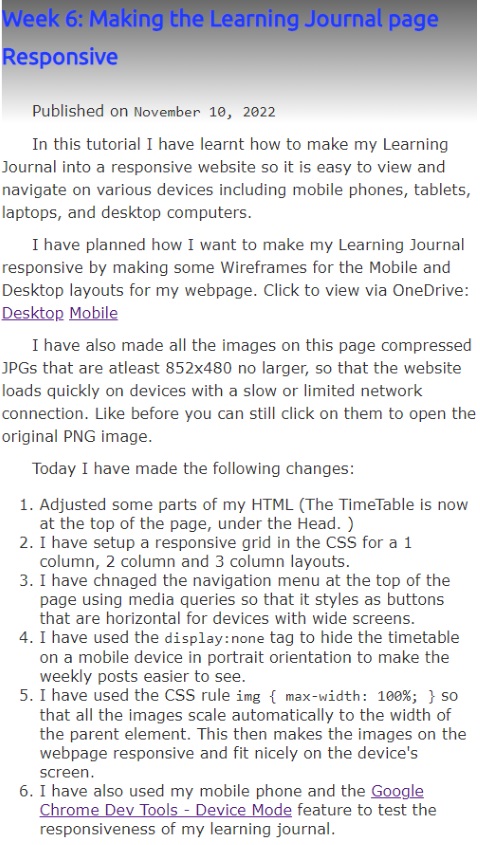 Week 6: Making the Learning Journal page
Responsive
Published on November 10, 2022
In this tutorial I have learnt how to make my Learning
Journal into a responsive website so it is easy to view and
navigate on various devices including mobile phones, tablets,
laptops, and desktop computers.
I have planned how I want to make my Learning Journal
responsive by making some Wireframes for the Mobile and
Desktop layouts for my webpage. Click to view via OneDrive:
Desktop Mobile
I have also made all the images on this page compressed
JPGs that are atleast 852x480 no larger, so that the website
loads quickly on devices with a slow or limited network
connection. Like before you can still click on them to open the
original PNG image.
Today I have made the following changes:
1. Adjusted some parts of my HTML (The TimeTable is now
at the top of the page, under the Head. )
2. I have setup a responsive grid in the CSS for a 1
column, 2 column and 3 column layouts.
3. I have chnaged the navigation menu at the top of the
page using media queries so that it styles as buttons
that are horizontal for devices with wide screens.
4. I have used the display:none tag to hide the timetable
on a mobile device in portrait orientation to make the
weekly posts easier to see.
5. I have used the CSS rule img { max-width: 100%; } so
that all the images scale automatically to the width of
the parent element. This then makes the images on the
webpage responsive and fit nicely on the device's
screen.
6. I have also used my mobile phone and the Google
Chrome Dev Tools - Device Mode feature to test the
responsiveness of my learning journal.